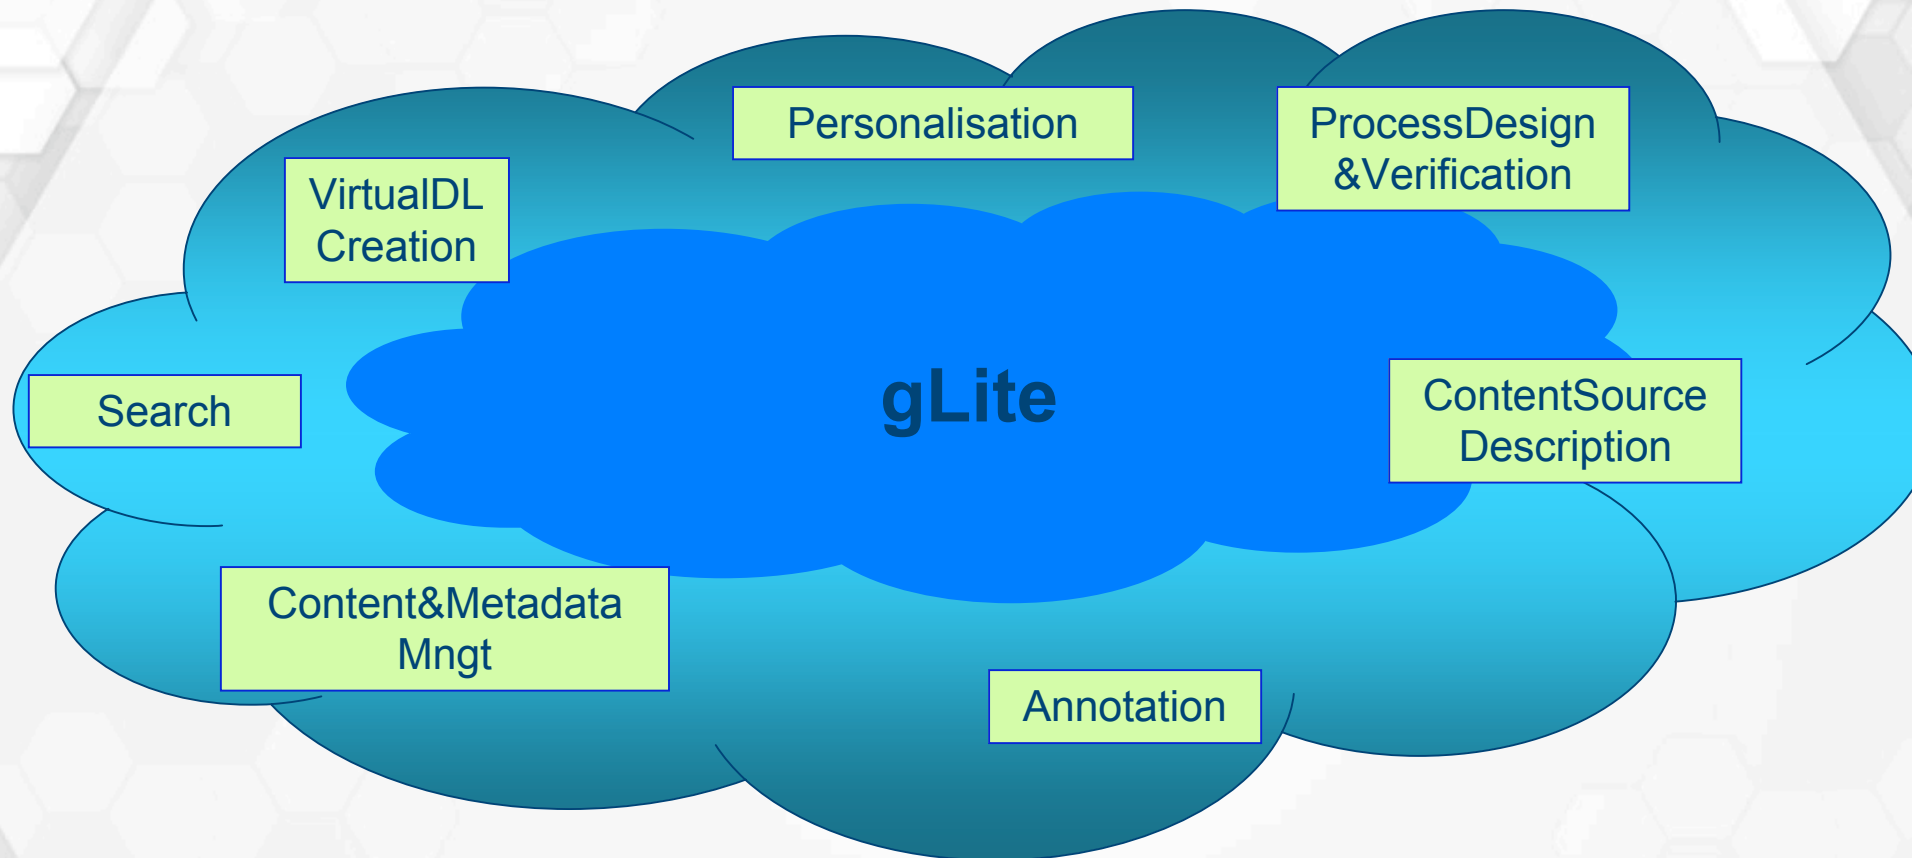 Personalisation
ProcessDesign
&Verification
VirtualDL
Creation
gLite
Search
ContentSource
Description
Content&Metadata
Mngt
Annotation